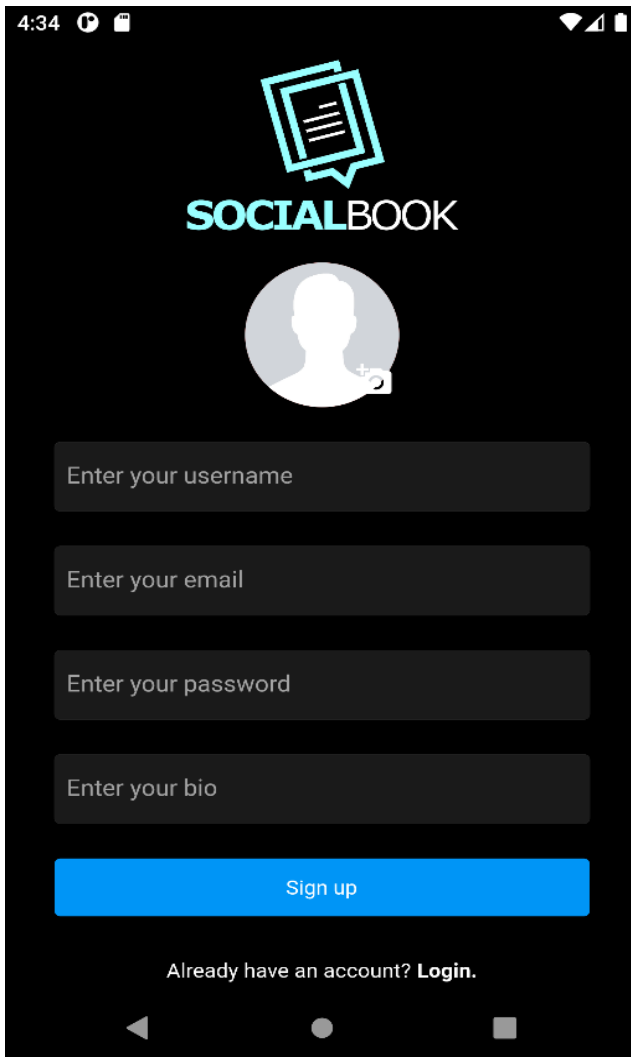 4:34
SOCIALBOOK
Enter your username
Enter your email
Enter your password
Enter your bio
Sign up
Already have an account? Login.